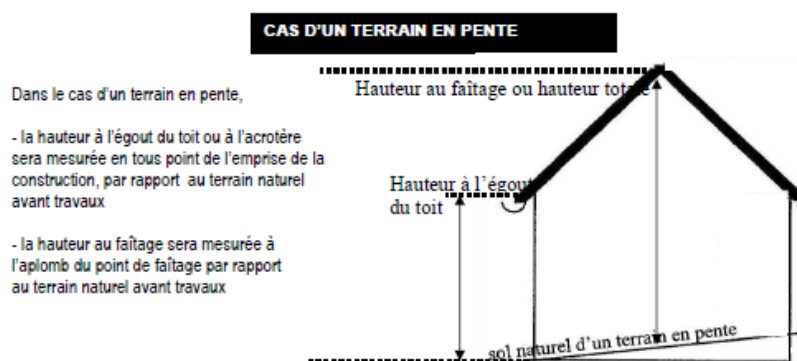 CAS D'UN TERRAIN EN PENTE
Dans le cas d'un terrain en pente,
- la hauteur à l'égout du toit ou à l'acrotère
sera mesurée en tous point de l'emprise de la
construction, par rapport au terrain naturel
avant travaux
- la hauteur au faîtage sera mesurée à
l'aplomb du point de faîtage par rapport
au terrain naturel avant travaux
Hauteur au faîtage ou hauteur totale
Hauteur à l'égout
du toit
sol naturel d'un terrain en pente